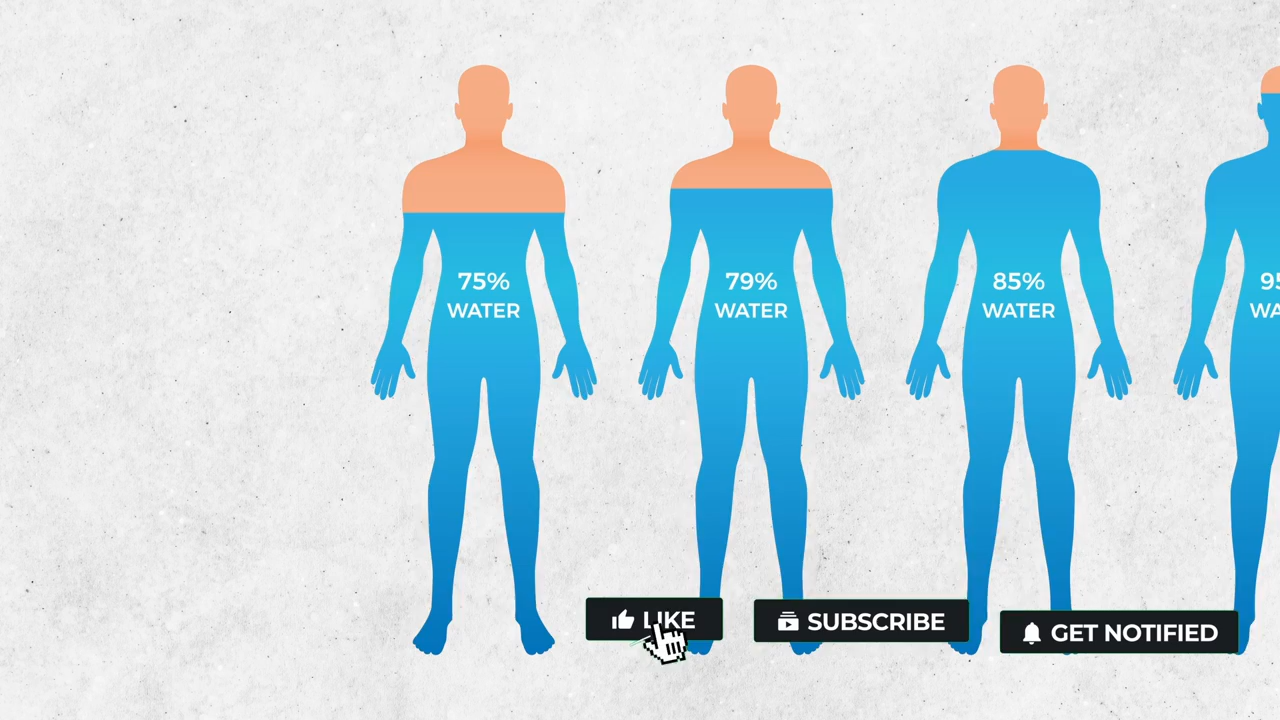 75%
WATER
79%
WATER
85%
WATER
LIKE
SUBSCRIBE
GET NOTIFIED